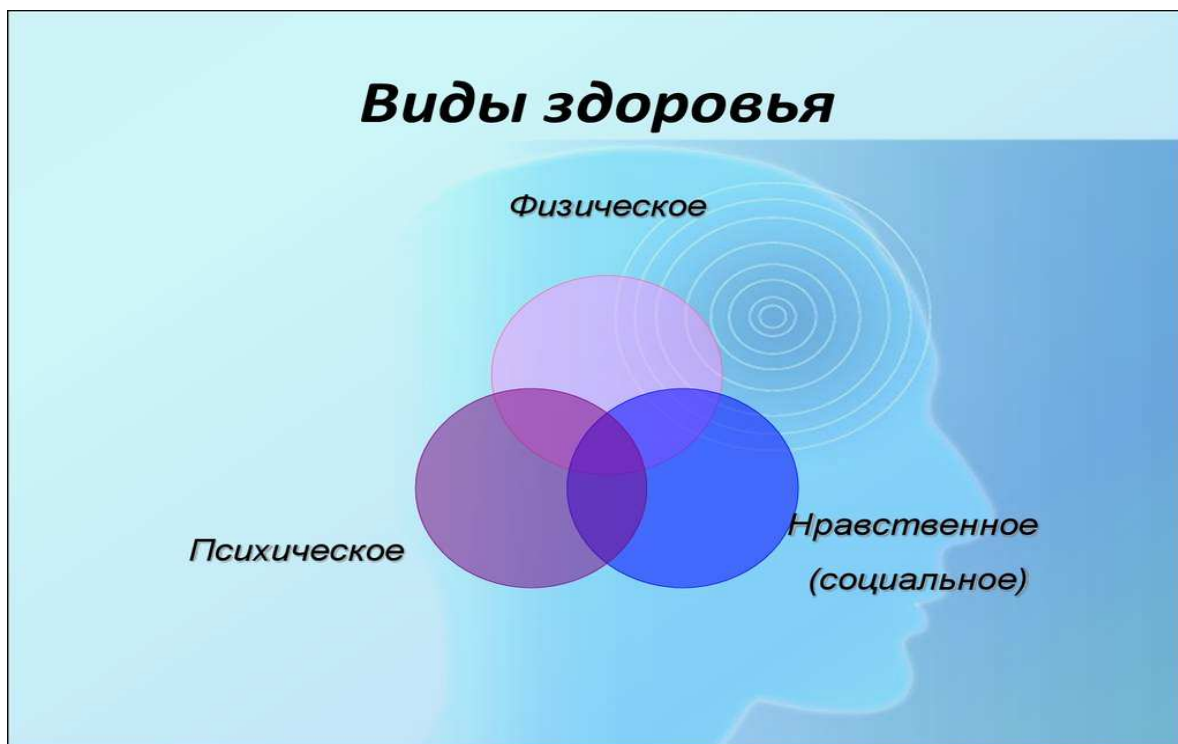 Виды здоровья
Физическое
Психическое
Нравственное
(социальное)